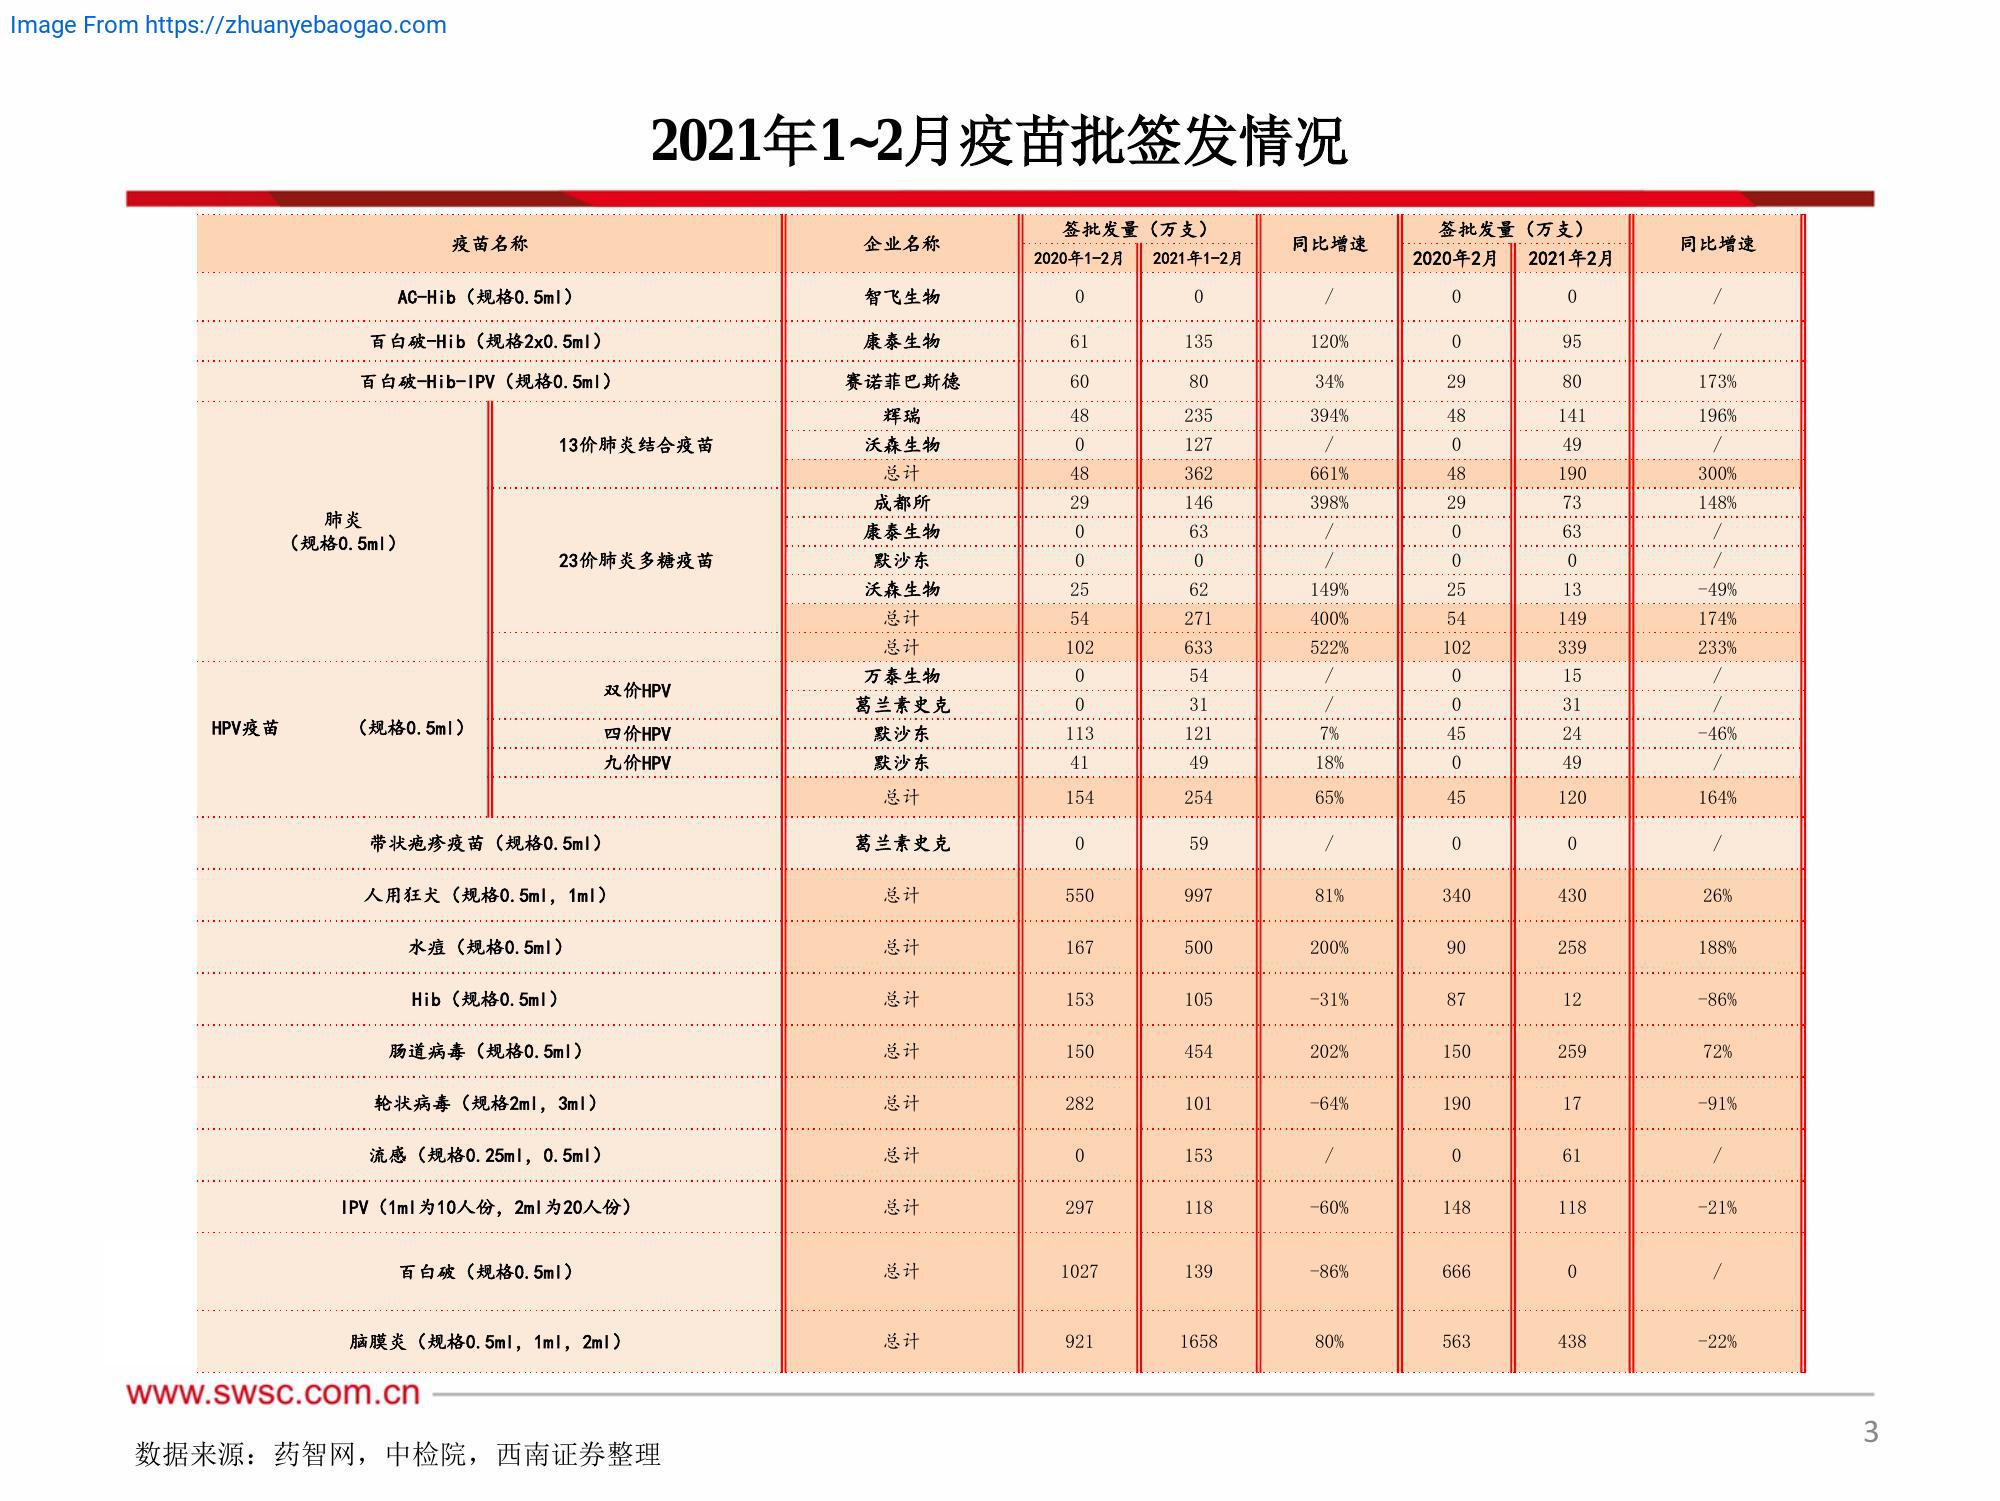 Image From https://zhuanyebaogao.com
2021年1~2月疫苗批签发情况
疫苗名称 企业名称 签批发量（万支） 同比增速 签批发量（万支） 同比增速
2020年1-2月 2021年1-2月 2020年2月 2021年2月
AC-Hib（规格0.5ml） 智飞生物 0 0 / 0 0 /
百白破-Hib（规格2x0.5ml） 康泰生物 61 135 120% 0 95 /
百白破-Hib-IPV（规格0.5ml） 赛诺菲巴斯德 60 80 34% 29 80 173%
肺炎
（规格0.5ml）
13价肺炎结合疫苗
辉瑞 48 235 394% 48 141 196%
沃森生物 0 127 / 0 49 /
总计 48 362 661% 48 190 300%
23价肺炎多糖疫苗
成都所 29 146 398% 29 73 148%
康泰生物 0 63 / 0 63 /
默沙东 0 0 / 0 0 /
沃森生物 25 62 149% 25 13 -49%
总计 54 271 400% 54 149 174%
总计 102 633 522% 102 339 233%
HPV疫苗 （规格0.5ml）
双价HPV
万泰生物 0 54 / 0 15 /
葛兰素史克 0 31 / 0 31 /
四价HPV 默沙东 113 121 7% 45 24 -46%
九价HPV 默沙东 41 49 18% 0 49 /
总计 154 254 65% 45 120 164%
带状疱疹疫苗（规格0.5ml） 葛兰素史克 0 59 / 0 0 /
人用狂犬（规格0.5ml，1ml） 总计 550 997 81% 340 430 26%
水痘（规格0.5ml） 总计 167 500 200% 90 258 188%
Hib（规格0.5ml） 总计 153 105 -31% 87 12 -86%
肠道病毒（规格0.5ml） 总计 150 454 202% 150 259 72%
轮状病毒（规格2ml，3ml） 总计 282 101 -64% 190 17 -91%
流感（规格0.25ml，0.5ml） 总计 0 153 / 0 61 /
IPV（1ml为10人份，2ml为20人份） 总计 297 118 -60% 148 118 -21%
百白破（规格0.5ml） 总计 1027 139 -86% 666 0 /
脑膜炎（规格0.5ml，1ml，2ml） 总计 921 1658 80% 563 438 -22%
www.swsc.com.cn
3
数据来源：药智网，中检院，西南证券整理